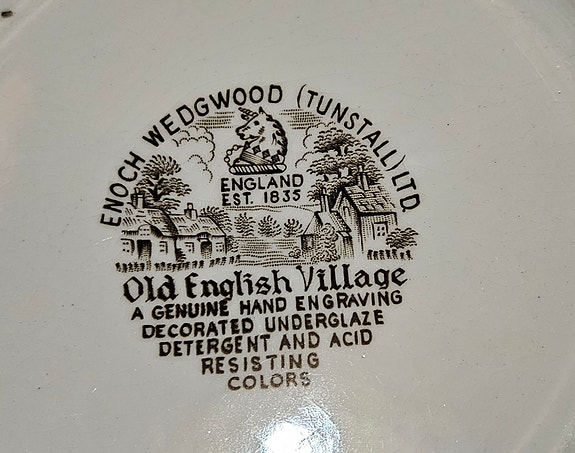 ENOCH WEDGWOOD (TUNSTALL) LTD.
ENGLAND
EST. 1835
Old English Village
A GENUINE HAND ENGRAVING
DECORATED UNDERGLAZE
DETERGENT AND ACID
RESISTING
COLORS